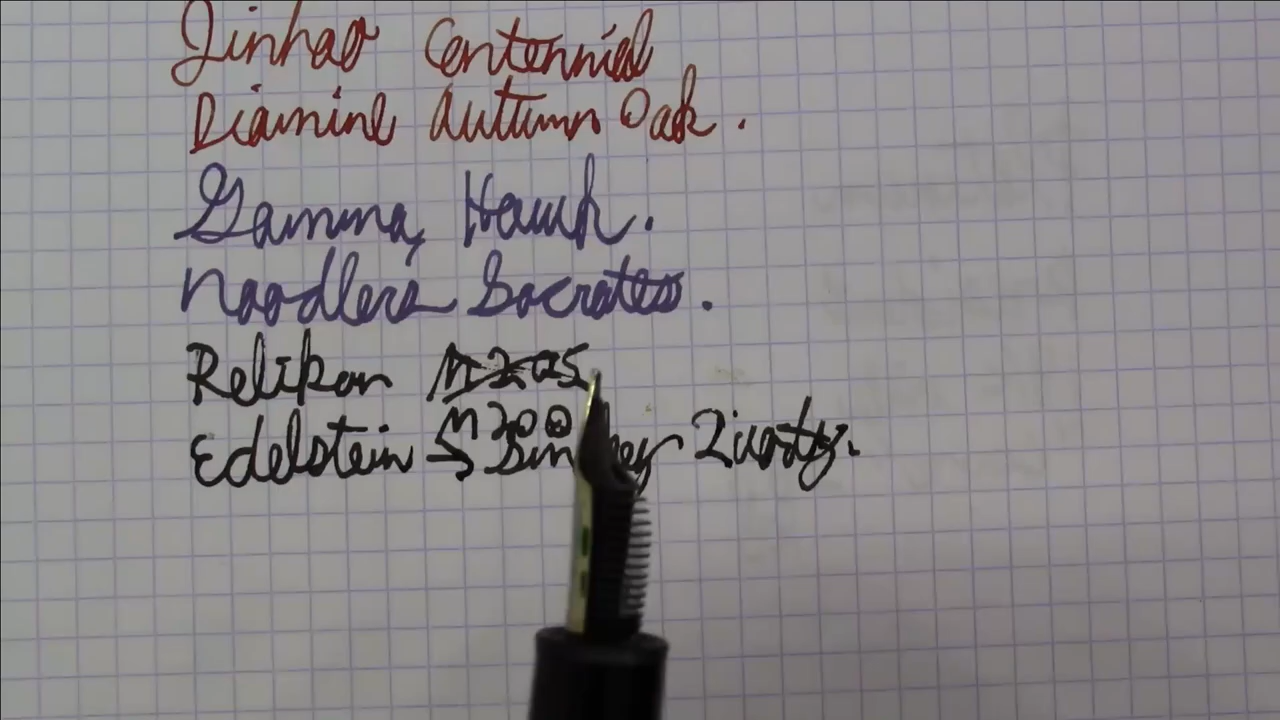 Jinhao Centennial
Diamine Autumn Oak.
Gamma, Hawk.
Noodler's Socrates.
Pelikan M205
M200
Edelstein